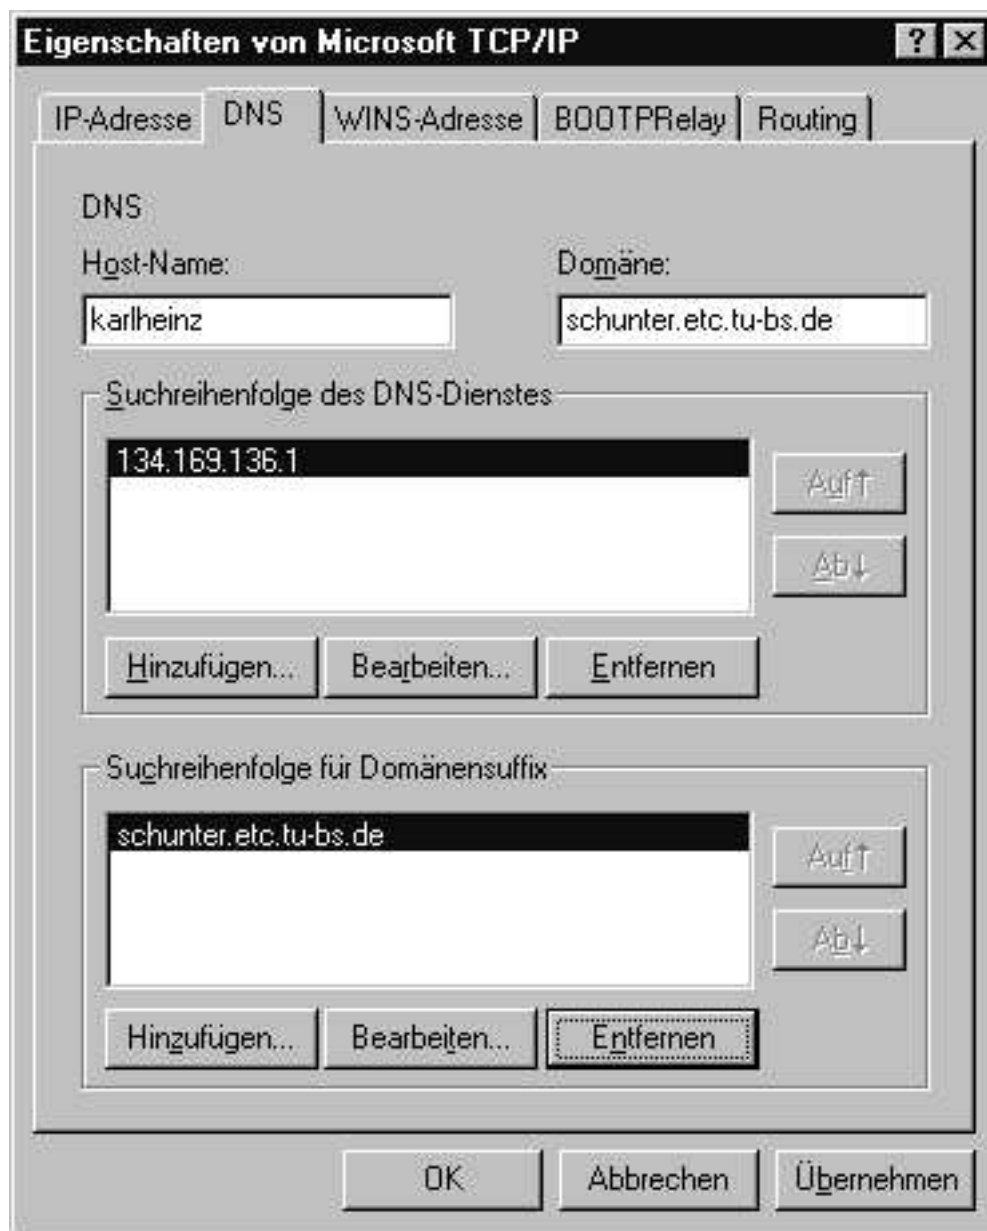 Eigenschaften von Microsoft TCP/IP ? X
IP-Adresse DNS WINS-Adresse BOOTPRelay Routing
DNS
Host-Name: Domäne:
karlheinz schunter.etc.tu-bs.de
Suchreihenfolge des DNS-Dienstes
134.169.136.1
Auf↑
Ab↓
Hinzufügen... Bearbeiten... Entfernen
Suchreihenfolge für Domänensuffix
schunter.etc.tu-bs.de
Auf↑
Ab↓
Hinzufügen... Bearbeiten... Entfernen
OK Abbrechen Übernehmen